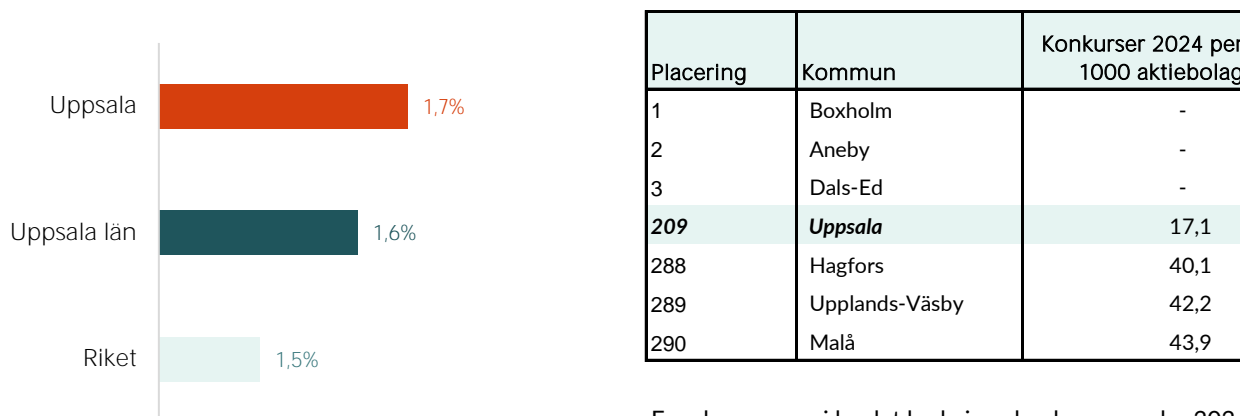 Uppsala 1,7%
Uppsala län 1,6%
Riket 1,5%
Konkurser 2024 per
Placering Kommun 1000 aktiebolag
1 Boxholm -
2 Aneby -
3 Dals-Ed -
209 Uppsala 17,1
288 Hagfors 40,1
289 Upplands-Väsby 42,2
290 Malå 43,9